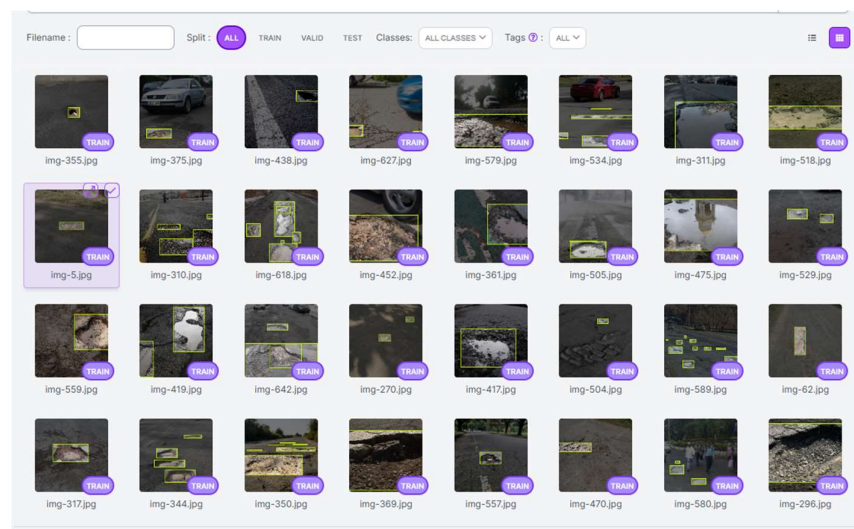 Filename : Split : ALL TRAIN VALID TEST Classes: ALL CLASSES Tags ? : ALL
TRAIN TRAIN TRAIN TRAIN TRAIN TRAIN TRAIN TRAIN
img-355.jpg img-375.jpg img-438.jpg img-627.jpg img-579.jpg img-534.jpg img-311.jpg img-518.jpg
TRAIN TRAIN TRAIN TRAIN TRAIN TRAIN TRAIN TRAIN
img-5.jpg img-310.jpg img-618.jpg img-452.jpg img-361.jpg img-505.jpg img-475.jpg img-529.jpg
TRAIN TRAIN TRAIN TRAIN TRAIN TRAIN TRAIN TRAIN
img-559.jpg img-419.jpg img-642.jpg img-270.jpg img-417.jpg img-504.jpg img-589.jpg img-62.jpg
TRAIN TRAIN TRAIN TRAIN TRAIN TRAIN TRAIN TRAIN
img-317.jpg img-344.jpg img-350.jpg img-369.jpg img-557.jpg img-470.jpg img-580.jpg img-296.jpg